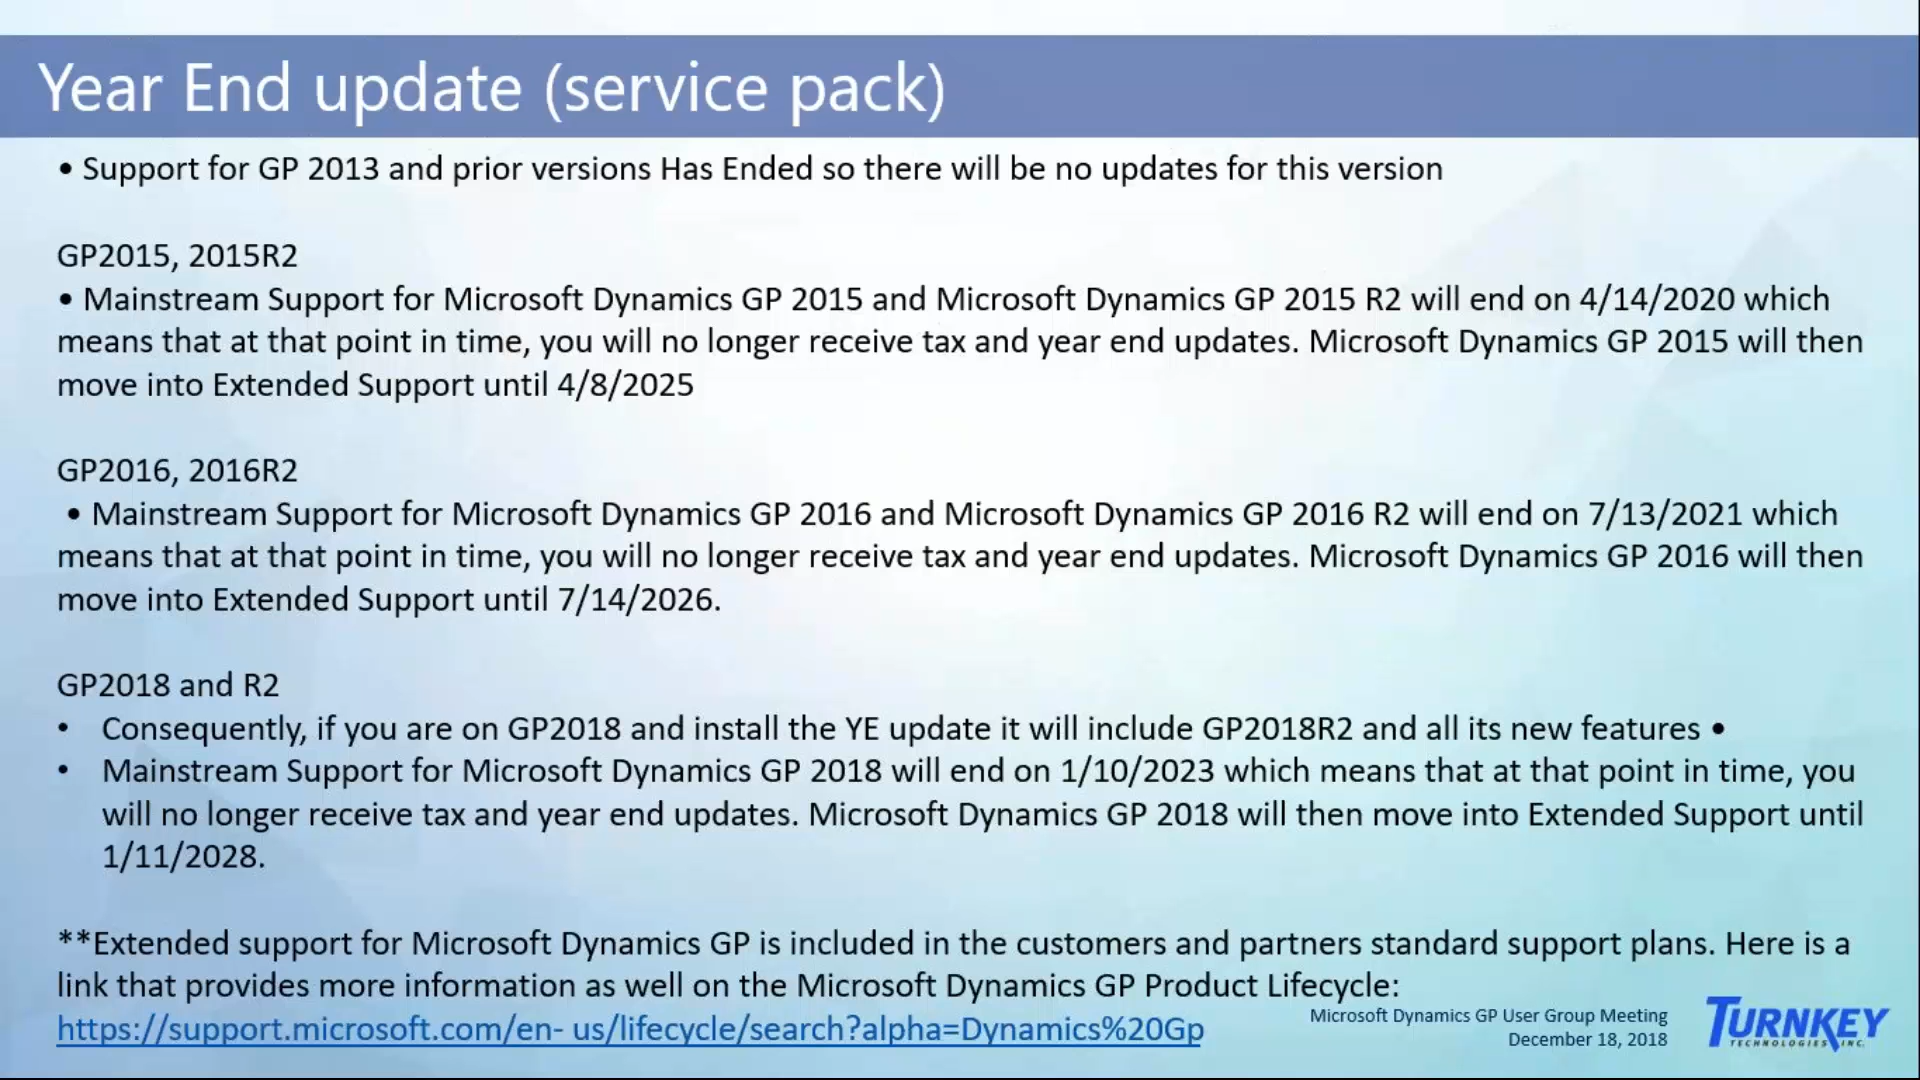 Year End update (service pack)
• Support for GP 2013 and prior versions Has Ended so there will be no updates for this version
GP2015, 2015R2
• Mainstream Support for Microsoft Dynamics GP 2015 and Microsoft Dynamics GP 2015 R2 will end on 4/14/2020 which
means that at that point in time, you will no longer receive tax and year end updates. Microsoft Dynamics GP 2015 will then
move into Extended Support until 4/8/2025
GP2016, 2016R2
• Mainstream Support for Microsoft Dynamics GP 2016 and Microsoft Dynamics GP 2016 R2 will end on 7/13/2021 which
means that at that point in time, you will no longer receive tax and year end updates. Microsoft Dynamics GP 2016 will then
move into Extended Support until 7/14/2026.
GP2018 and R2
• Consequently, if you are on GP2018 and install the YE update it will include GP2018R2 and all its new features •
• Mainstream Support for Microsoft Dynamics GP 2018 will end on 1/10/2023 which means that at that point in time, you
will no longer receive tax and year end updates. Microsoft Dynamics GP 2018 will then move into Extended Support until
1/11/2028.
**Extended support for Microsoft Dynamics GP is included in the customers and partners standard support plans. Here is a
link that provides more information as well on the Microsoft Dynamics GP Product Lifecycle:
https://support.microsoft.com/en- us/lifecycle/search?alpha=Dynamics%20Gp
Microsoft Dynamics GP User Group Meeting
December 18, 2018
TURNKEY
TECHNOLOGIES, INC.